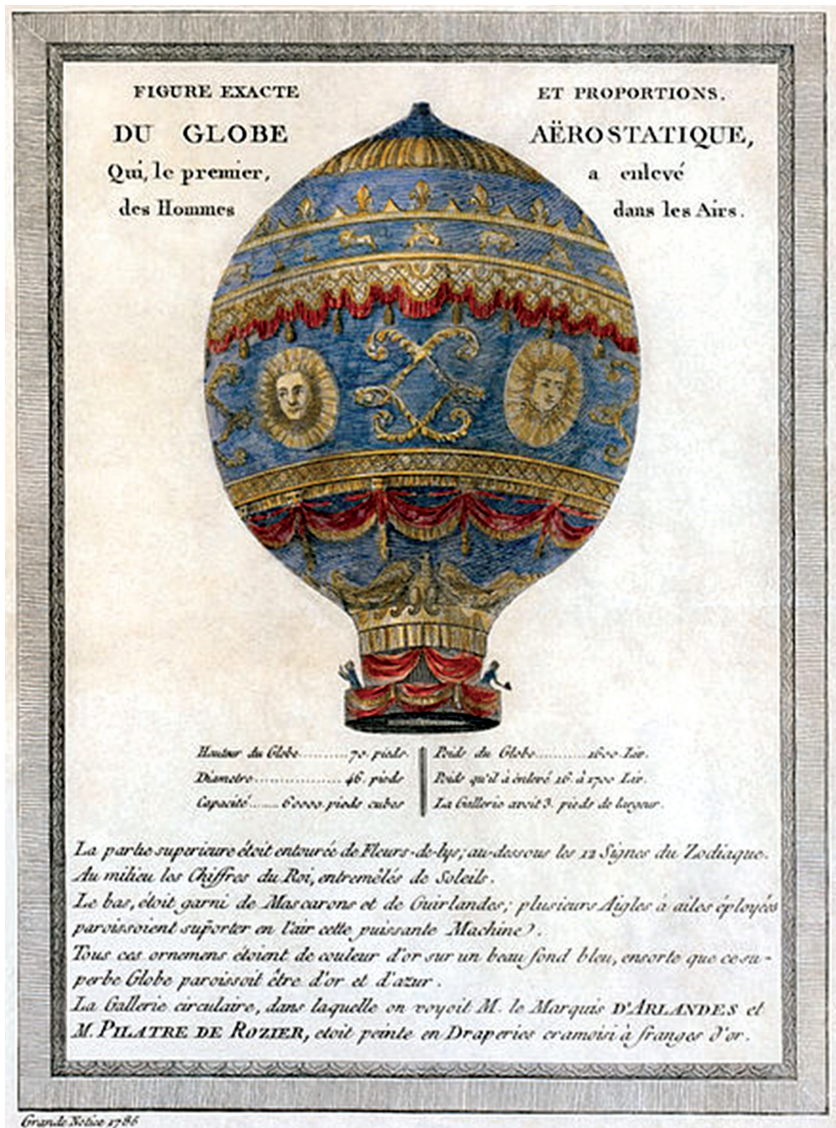 FIGURE EXACTE ET PROPORTIONS,
DU GLOBE AËROSTATIQUE,
Qui, le premier, a enlevé
des Hommes dans les Airs.
Hauteur du Globe..........70 pieds.
Diametre..................46. pieds
Capacité.......60000. pieds cubes
Poids du Globe...........1600. Liv.
Poids qu'il à enlevé 16. à 1700 Liv.
La Gallerie avoit 3. pieds de largeur.
La partie superieure étoit entourée de Fleurs-de-lys; au-dessous les 12 Signes du Zodiaque.
Au milieu les Chiffres du Roi, entremêlés de Soleils.
Le bas, étoit garni de Mascarons et de Guirlandes; plusieurs Aigles à ailes éployées
paroissoient suporter en l'air cette puissante Machine.
Tous ces ornemens étoient de couleur d'or sur un beau fond bleu, ensorte que ce su-
perbe Globe paroissoit être d'or et d'azur.
La Gallerie circulaire, dans laquelle on voyoit M. le Marquis D'ARLANDES et
M. PILATRE DE ROZIER, etoit peinte en Draperies cramoisi à franges d'or.
Grande Notice 1786